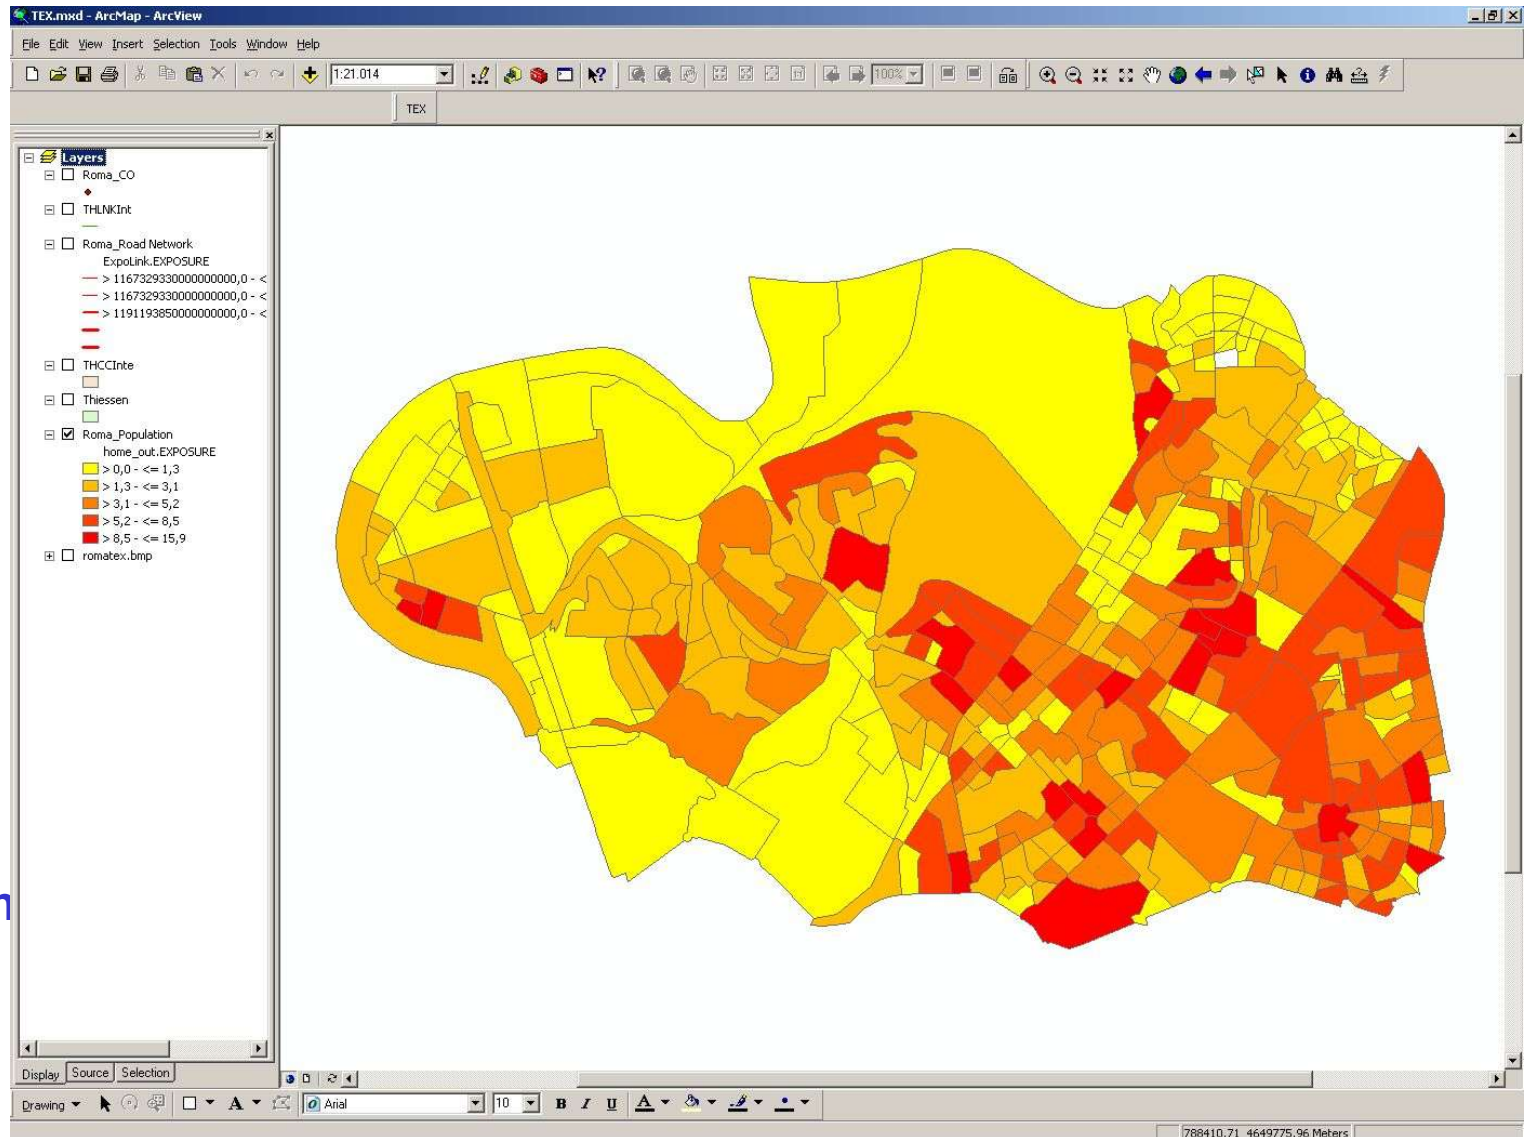 TEX.mxd - ArcMap - ArcView
File Edit View Insert Selection Tools Window Help
1:21.014
100%
TEX
Layers
Roma_CO
THLNKInt
Roma_Road Network
ExpoLink.EXPOSURE
> 1167329330000000000,0 - <
> 1167329330000000000,0 - <
> 1191193850000000000,0 - <
THCCInte
Thiessen
Roma_Population
home_out.EXPOSURE
> 0,0 - <= 1,3
> 1,3 - <= 3,1
> 3,1 - <= 5,2
> 5,2 - <= 8,5
> 8,5 - <= 15,9
romatex.bmp
Display Source Selection
Drawing A Arial 10 B I U A
788410,71 4649775,96 Meters